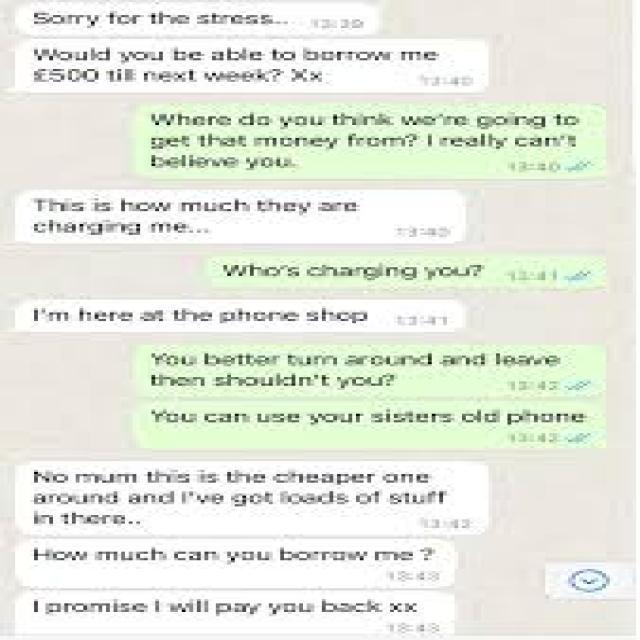 Sorry for the stress... 13:39
Would you be able to borrow me
£500 till next week? Xx 13:40
Where do you think we're going to
get that money from? I really can't
believe you. 13:40
This is how much they are
charging me... 13:40
Who's charging you? 13:41
I'm here at the phone shop 13:41
You better turn around and leave
then shouldn't you? 13:42
You can use your sisters old phone
13:42
No mum this is the cheaper one
around and I've got loads of stuff
in there.. 13:43
How much can you borrow me ?
13:43
I promise I will pay you back xx
13:43